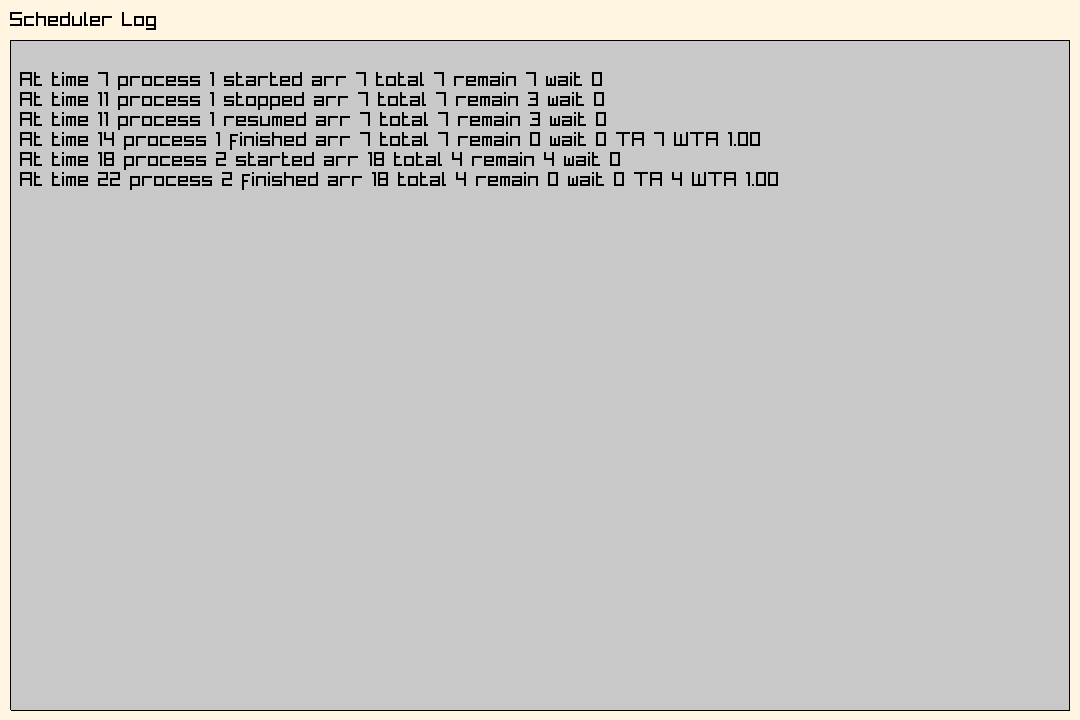 Scheduler Log
At time 7 process 1 started arr 7 total 7 remain 7 wait 0
At time 11 process 1 stopped arr 7 total 7 remain 3 wait 0
At time 11 process 1 resumed arr 7 total 7 remain 3 wait 0
At time 14 process 1 finished arr 7 total 7 remain 0 wait 0 TA 7 WTA 1.00
At time 18 process 2 started arr 18 total 4 remain 4 wait 0
At time 22 process 2 finished arr 18 total 4 remain 0 wait 0 TA 4 WTA 1.00